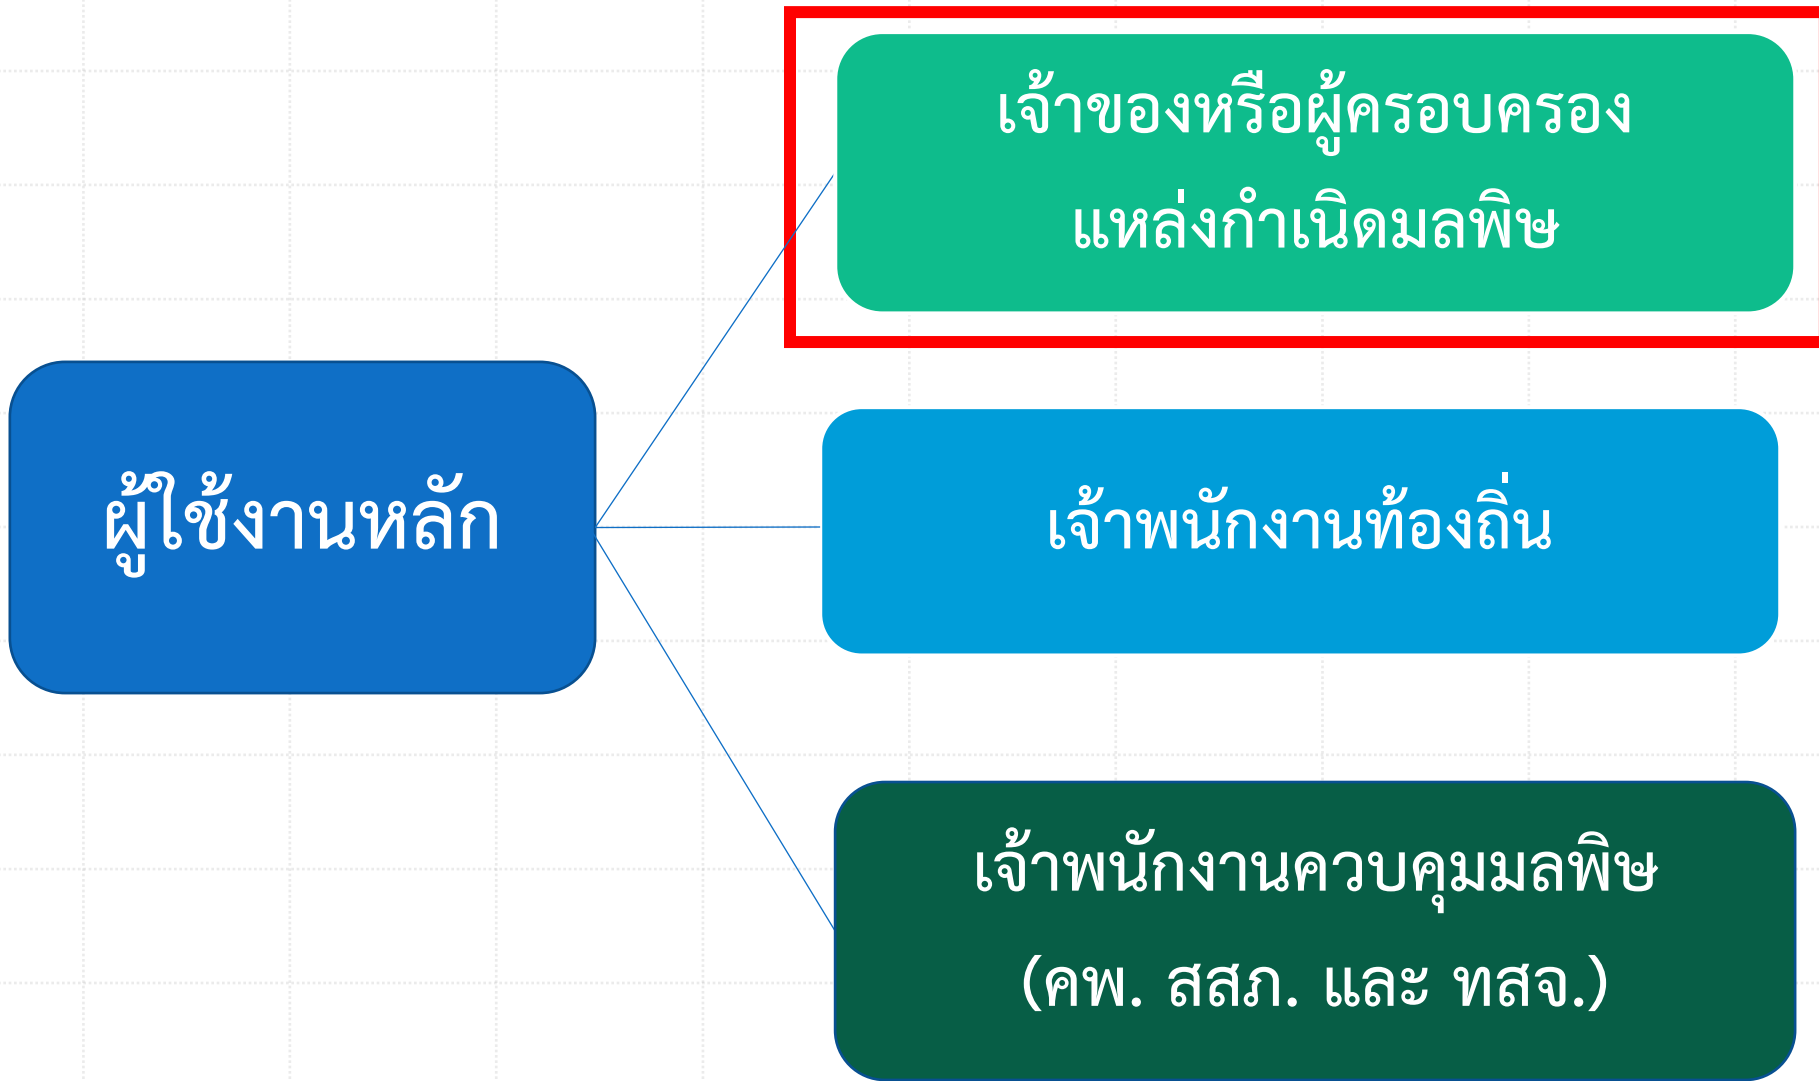 เจ้าของหรือผู้ครอบครอง
แหล่งกำเนิดมลพิษ
ผู้ใช้งานหลัก
เจ้าพนักงานท้องถิ่น
เจ้าพนักงานควบคุมมลพิษ
(คพ. สสภ. และ ทสจ.)